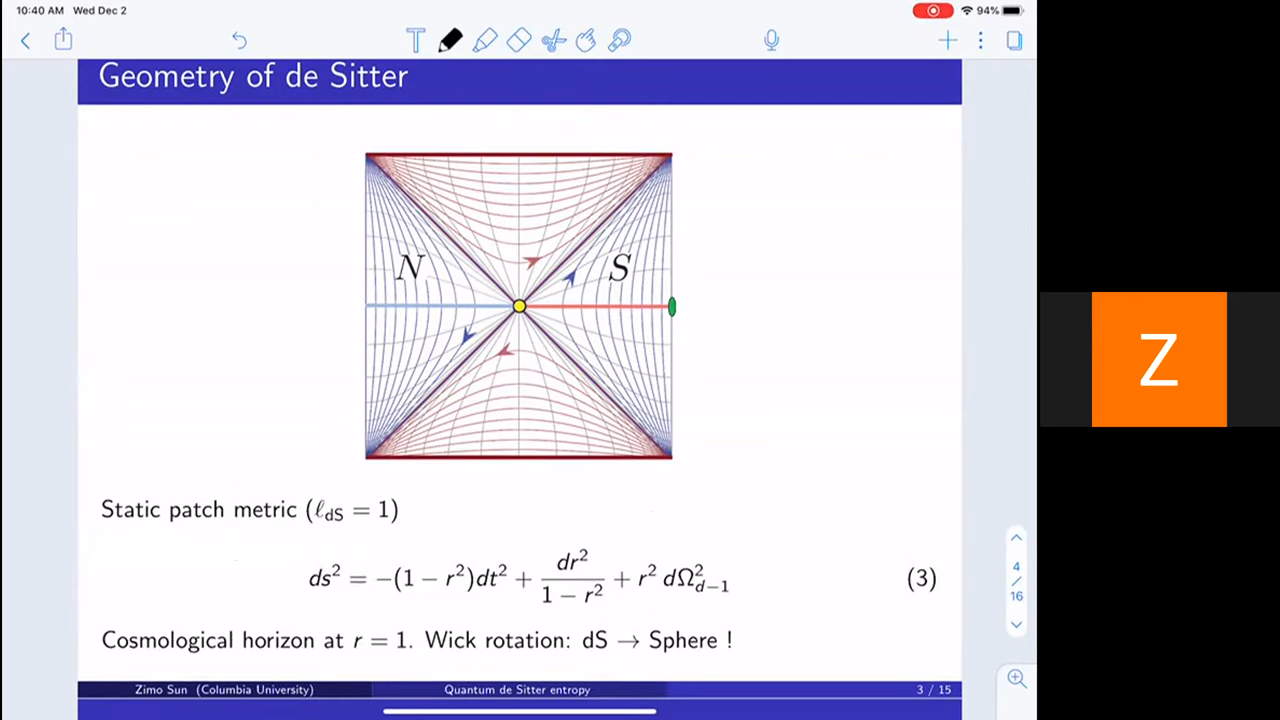 10:40 AM Wed Dec 2
94%
T
Geometry of de Sitter
N
S
Z
Static patch metric (ℓ_dS = 1)
ds² = −(1 − r²)dt² + dr²/(1 − r²) + r² dΩ²_{d−1} (3)
4
/
16
Cosmological horizon at r = 1. Wick rotation: dS → Sphere !
Zimo Sun (Columbia University) Quantum de Sitter entropy 3 / 15